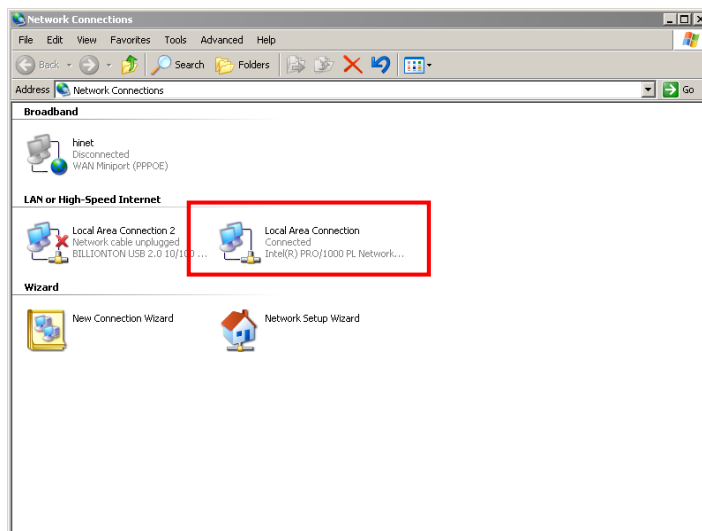 Network Connections
File Edit View Favorites Tools Advanced Help
Back Search Folders
Address Network Connections Go
Broadband
hinet
Disconnected
WAN Miniport (PPPOE)
LAN or High-Speed Internet
Local Area Connection 2
Network cable unplugged
BILLIONTON USB 2.0 10/100 ...
Local Area Connection
Connected
Intel(R) PRO/1000 PL Network...
Wizard
New Connection Wizard
Network Setup Wizard